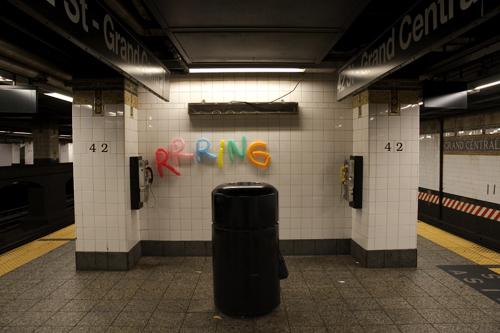 St - Grand C
Grand Central
42
42
RRRING
GRAND CENTRAL